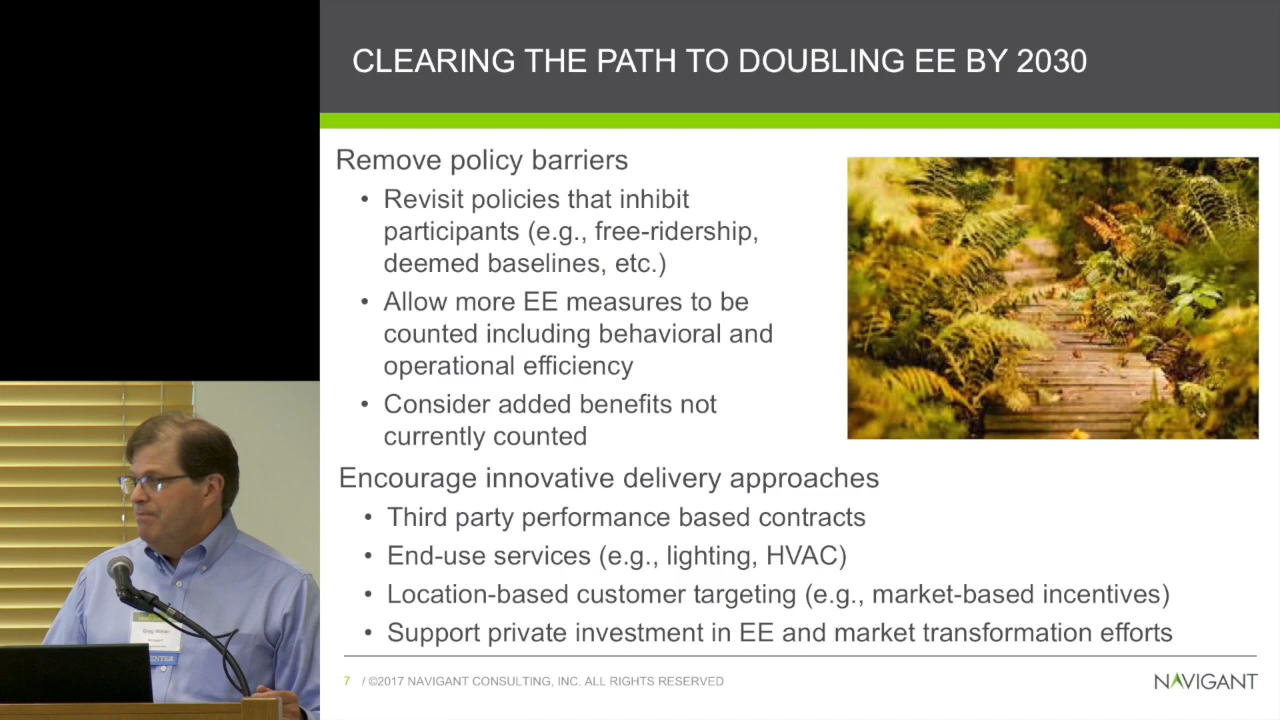 CLEARING THE PATH TO DOUBLING EE BY 2030
Remove policy barriers
• Revisit policies that inhibit
participants (e.g., free-ridership,
deemed baselines, etc.)
• Allow more EE measures to be
counted including behavioral and
operational efficiency
• Consider added benefits not
currently counted
Encourage innovative delivery approaches
• Third party performance based contracts
• End-use services (e.g., lighting, HVAC)
• Location-based customer targeting (e.g., market-based incentives)
• Support private investment in EE and market transformation efforts
7 / ©2017 NAVIGANT CONSULTING, INC. ALL RIGHTS RESERVED
NAVIGANT
Greg